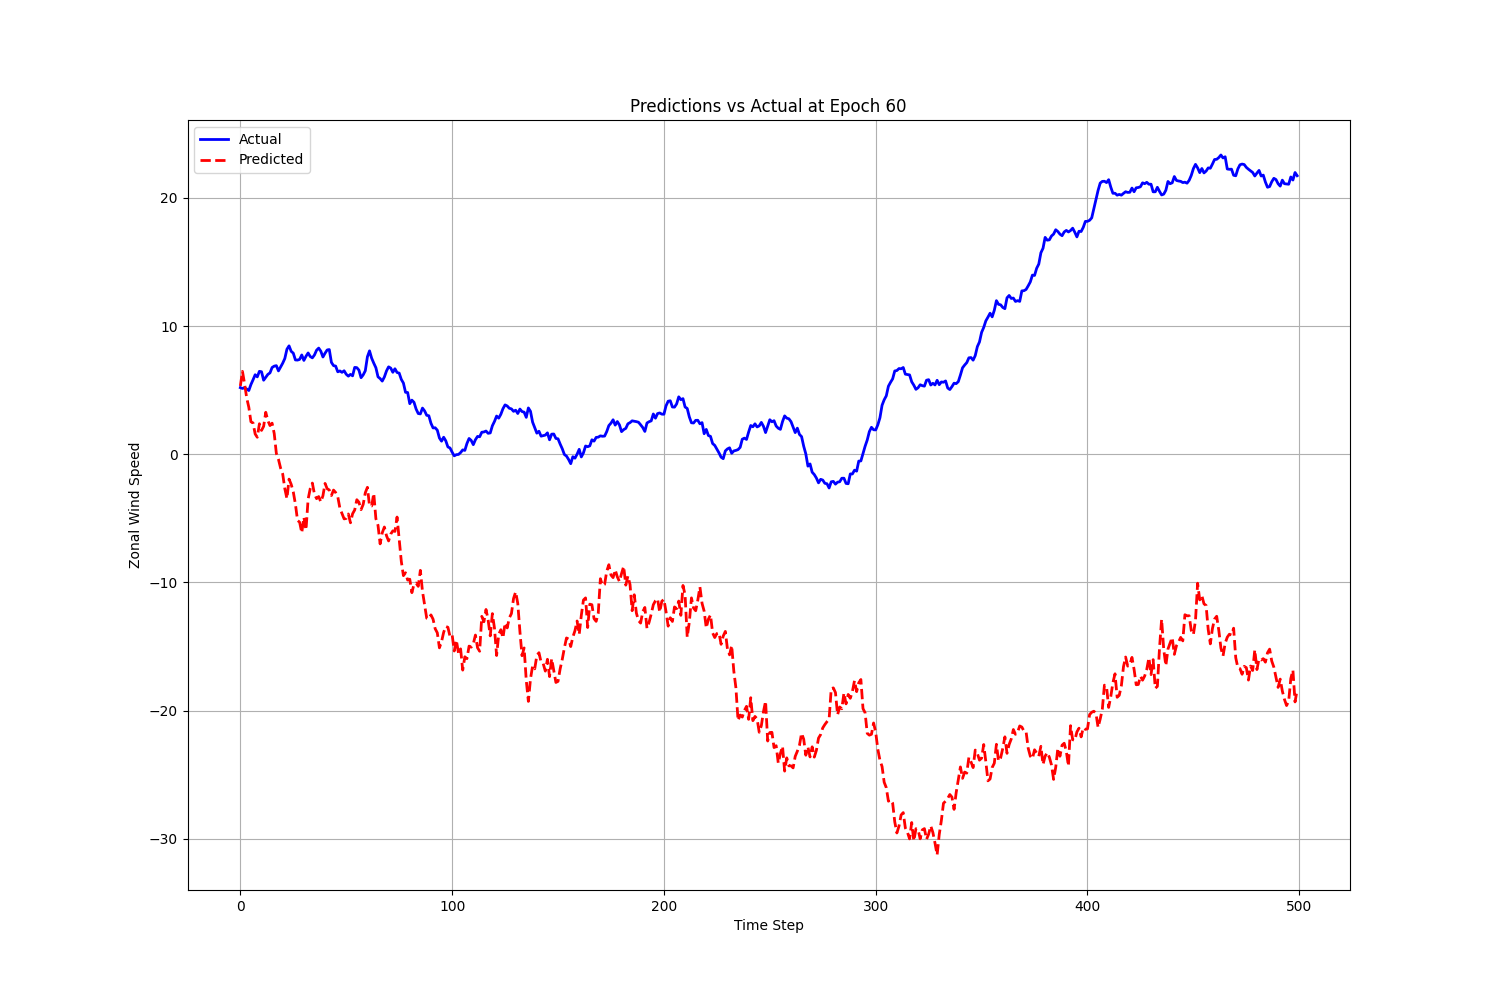 Predictions vs Actual at Epoch 60
Actual
Predicted
Zonal Wind Speed
20
10
0
−10
−20
−30
0 100 200 300 400 500
Time Step